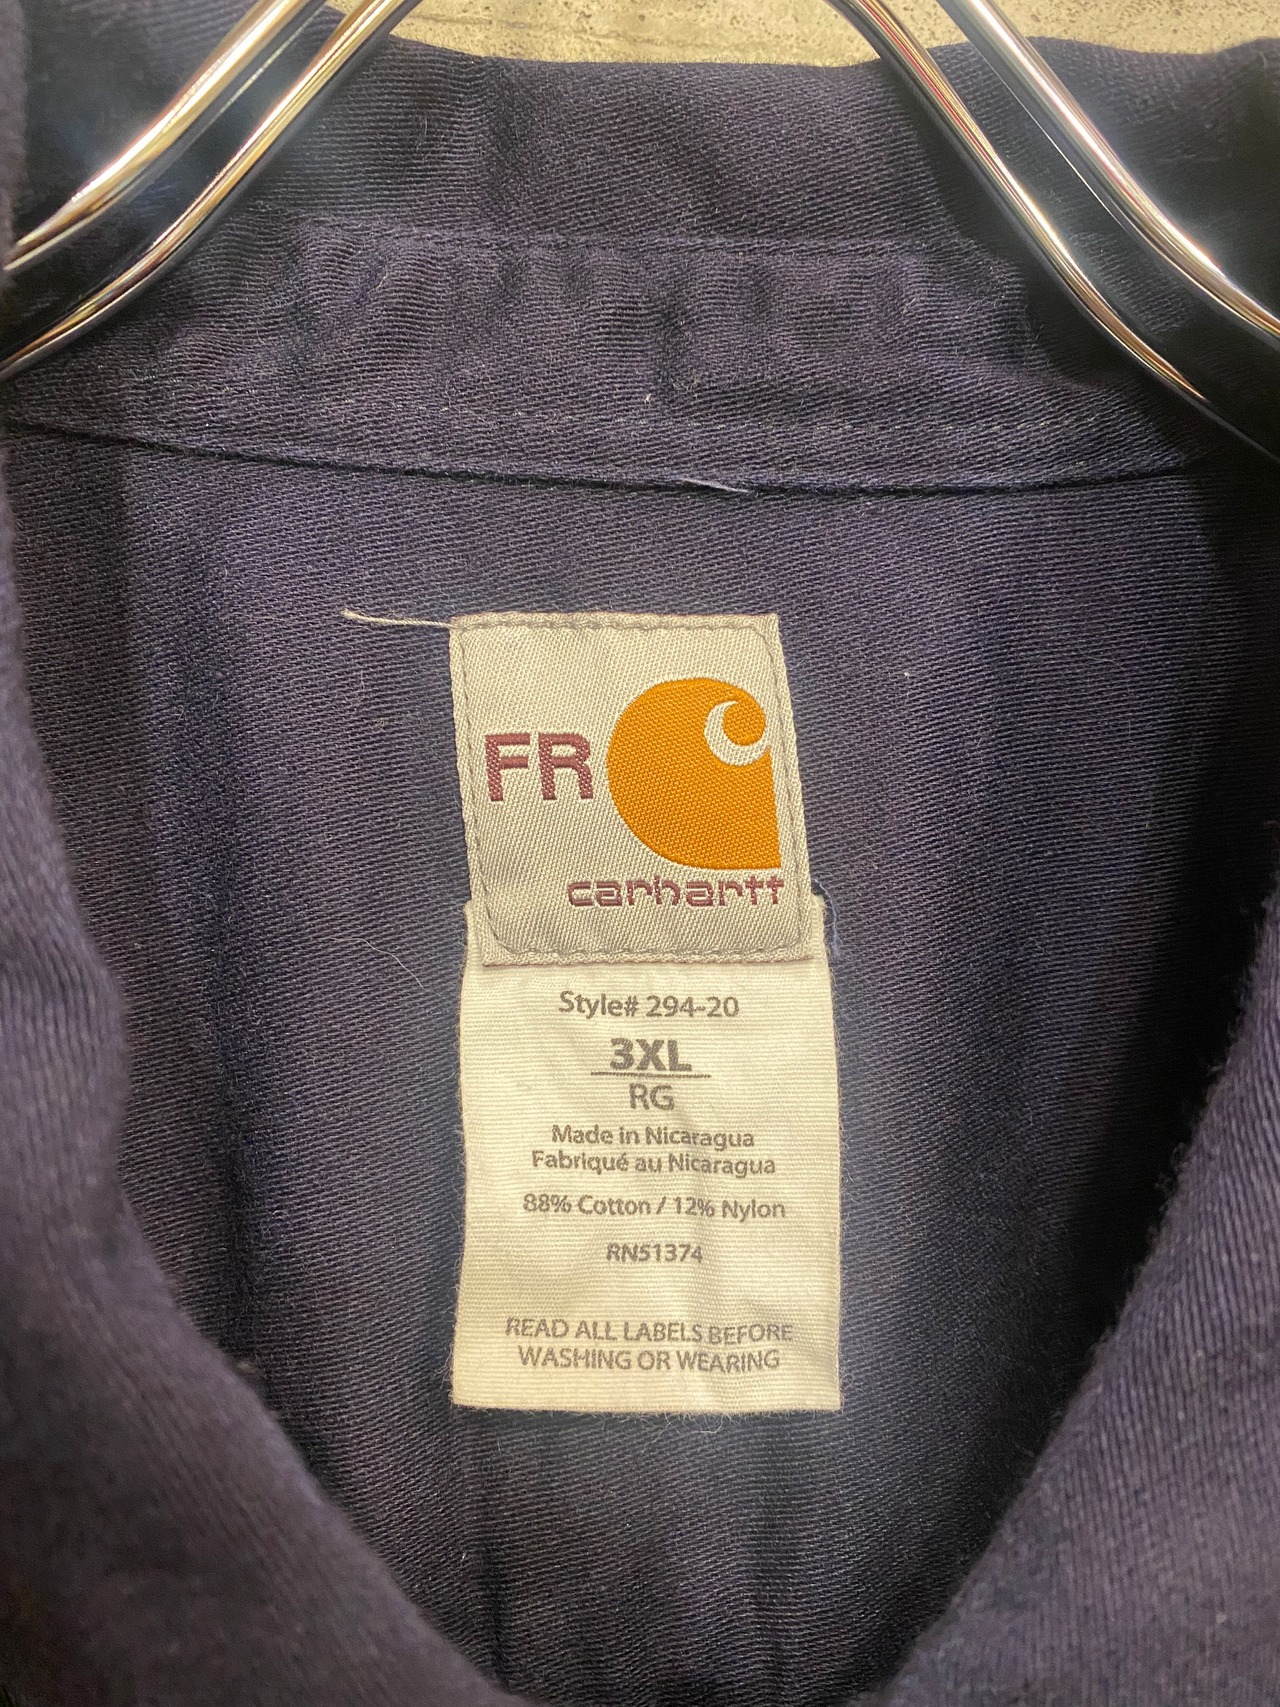 FR
carhartt
Style# 294-20
3XL
RG
Made in Nicaragua
Fabriqué au Nicaragua
88% Cotton / 12% Nylon
RN51374
READ ALL LABELS BEFORE
WASHING OR WEARING